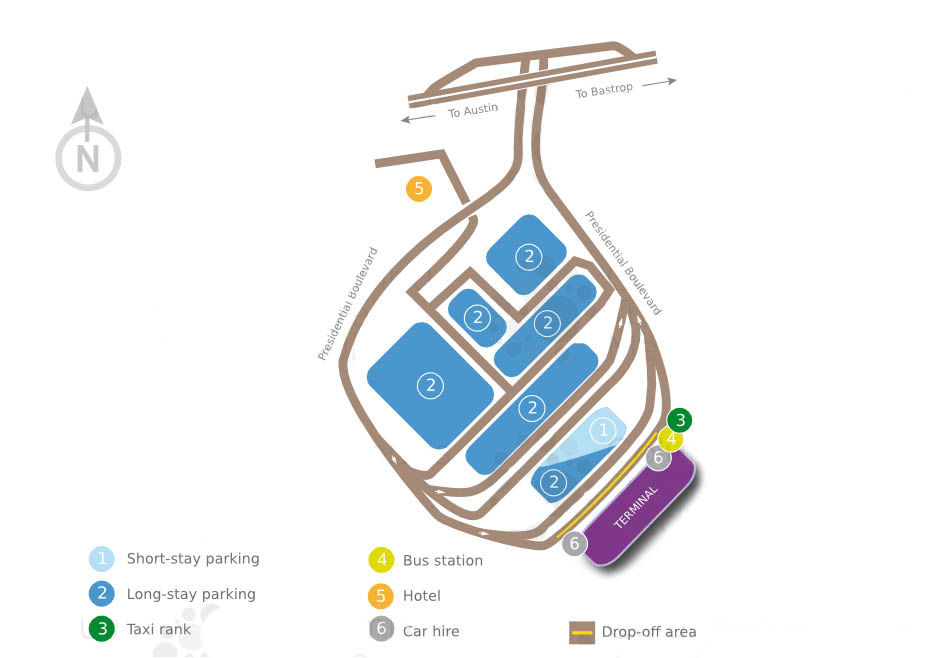 To Bastrop
To Austin
N
5
Presidential Boulevard
Presidential Boulevard
2
2
2
2
2
1
2
3
4
6
TERMINAL
6
1 Short-stay parking
2 Long-stay parking
3 Taxi rank
4 Bus station
5 Hotel
6 Car hire
Drop-off area